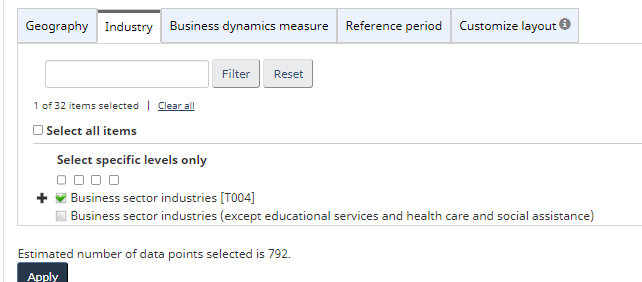 Geography Industry Business dynamics measure Reference period Customize layout
Filter Reset
1 of 32 items selected | Clear all
Select all items
Select specific levels only
Business sector industries [T004]
Business sector industries (except educational services and health care and social assistance)
Estimated number of data points selected is 792.
Apply